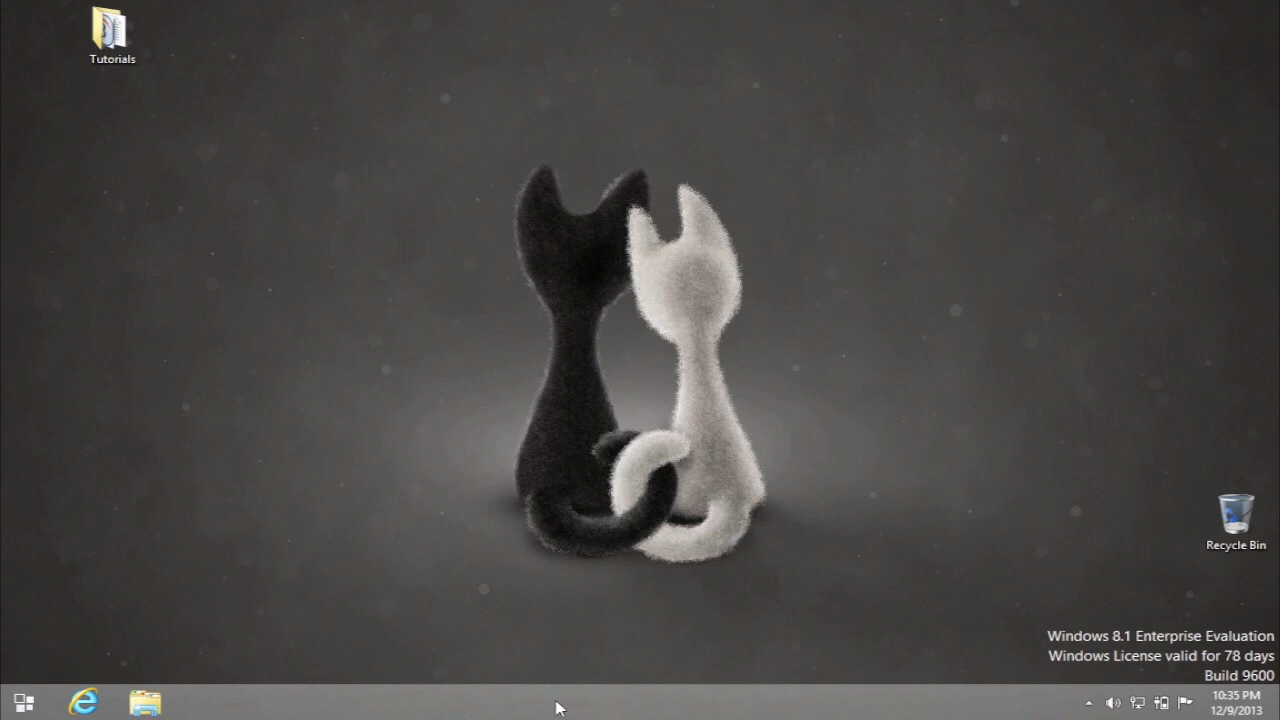 Tutorials
Recycle Bin
Windows 8.1 Enterprise Evaluation
Windows License valid for 78 days
Build 9600
10:35 PM
12/9/2013